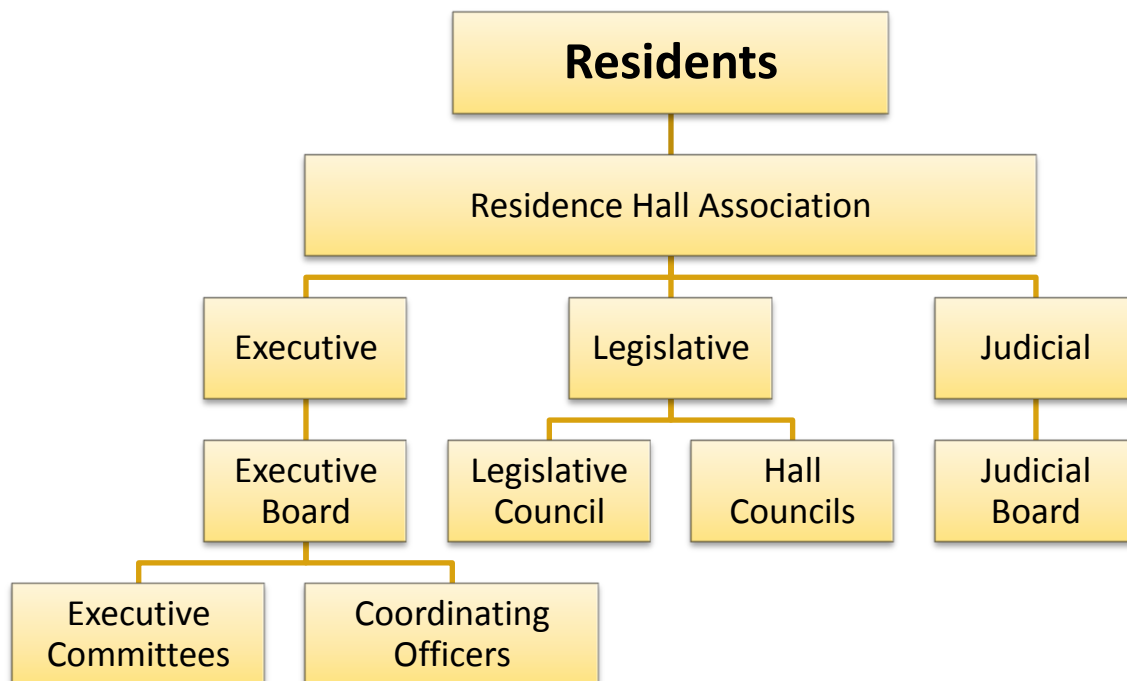 Residents
Residence Hall Association
Executive
Legislative
Judicial
Executive
Board
Legislative
Council
Hall
Councils
Judicial
Board
Executive
Committees
Coordinating
Officers